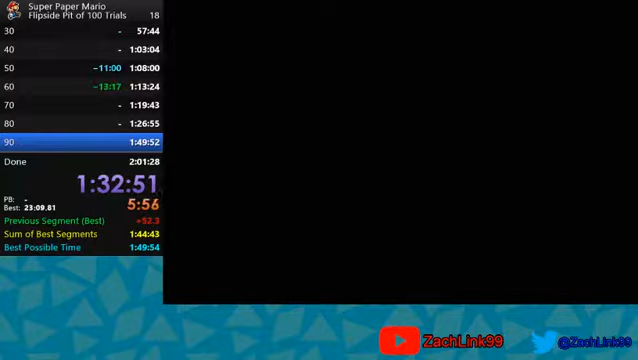 Super Paper Mario
Flipside Pit of 100 Trials 18
30 - 57:44
40 - 1:03:04
50 −11:00 1:08:00
60 −13:17 1:13:24
70 - 1:19:43
80 - 1:26:55
90 1:49:52
Done 2:01:28
1:32:51
PB: -
Best: 23:09.81 5:56
Previous Segment (Best) +52.3
Sum of Best Segments 1:44:43
Best Possible Time 1:49:54
ZachLink99
@ZachLink99